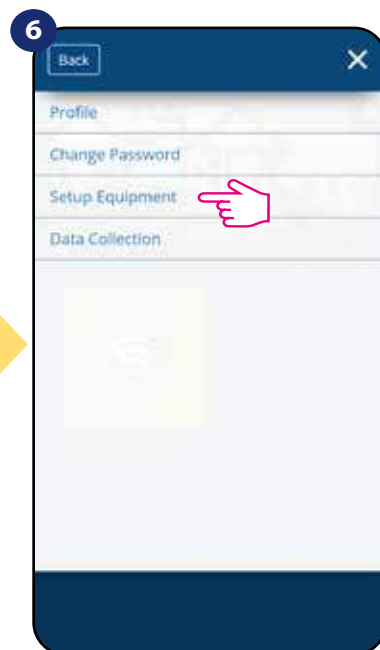 6
Back
Profile
Change Password
Setup Equipment
Data Collection